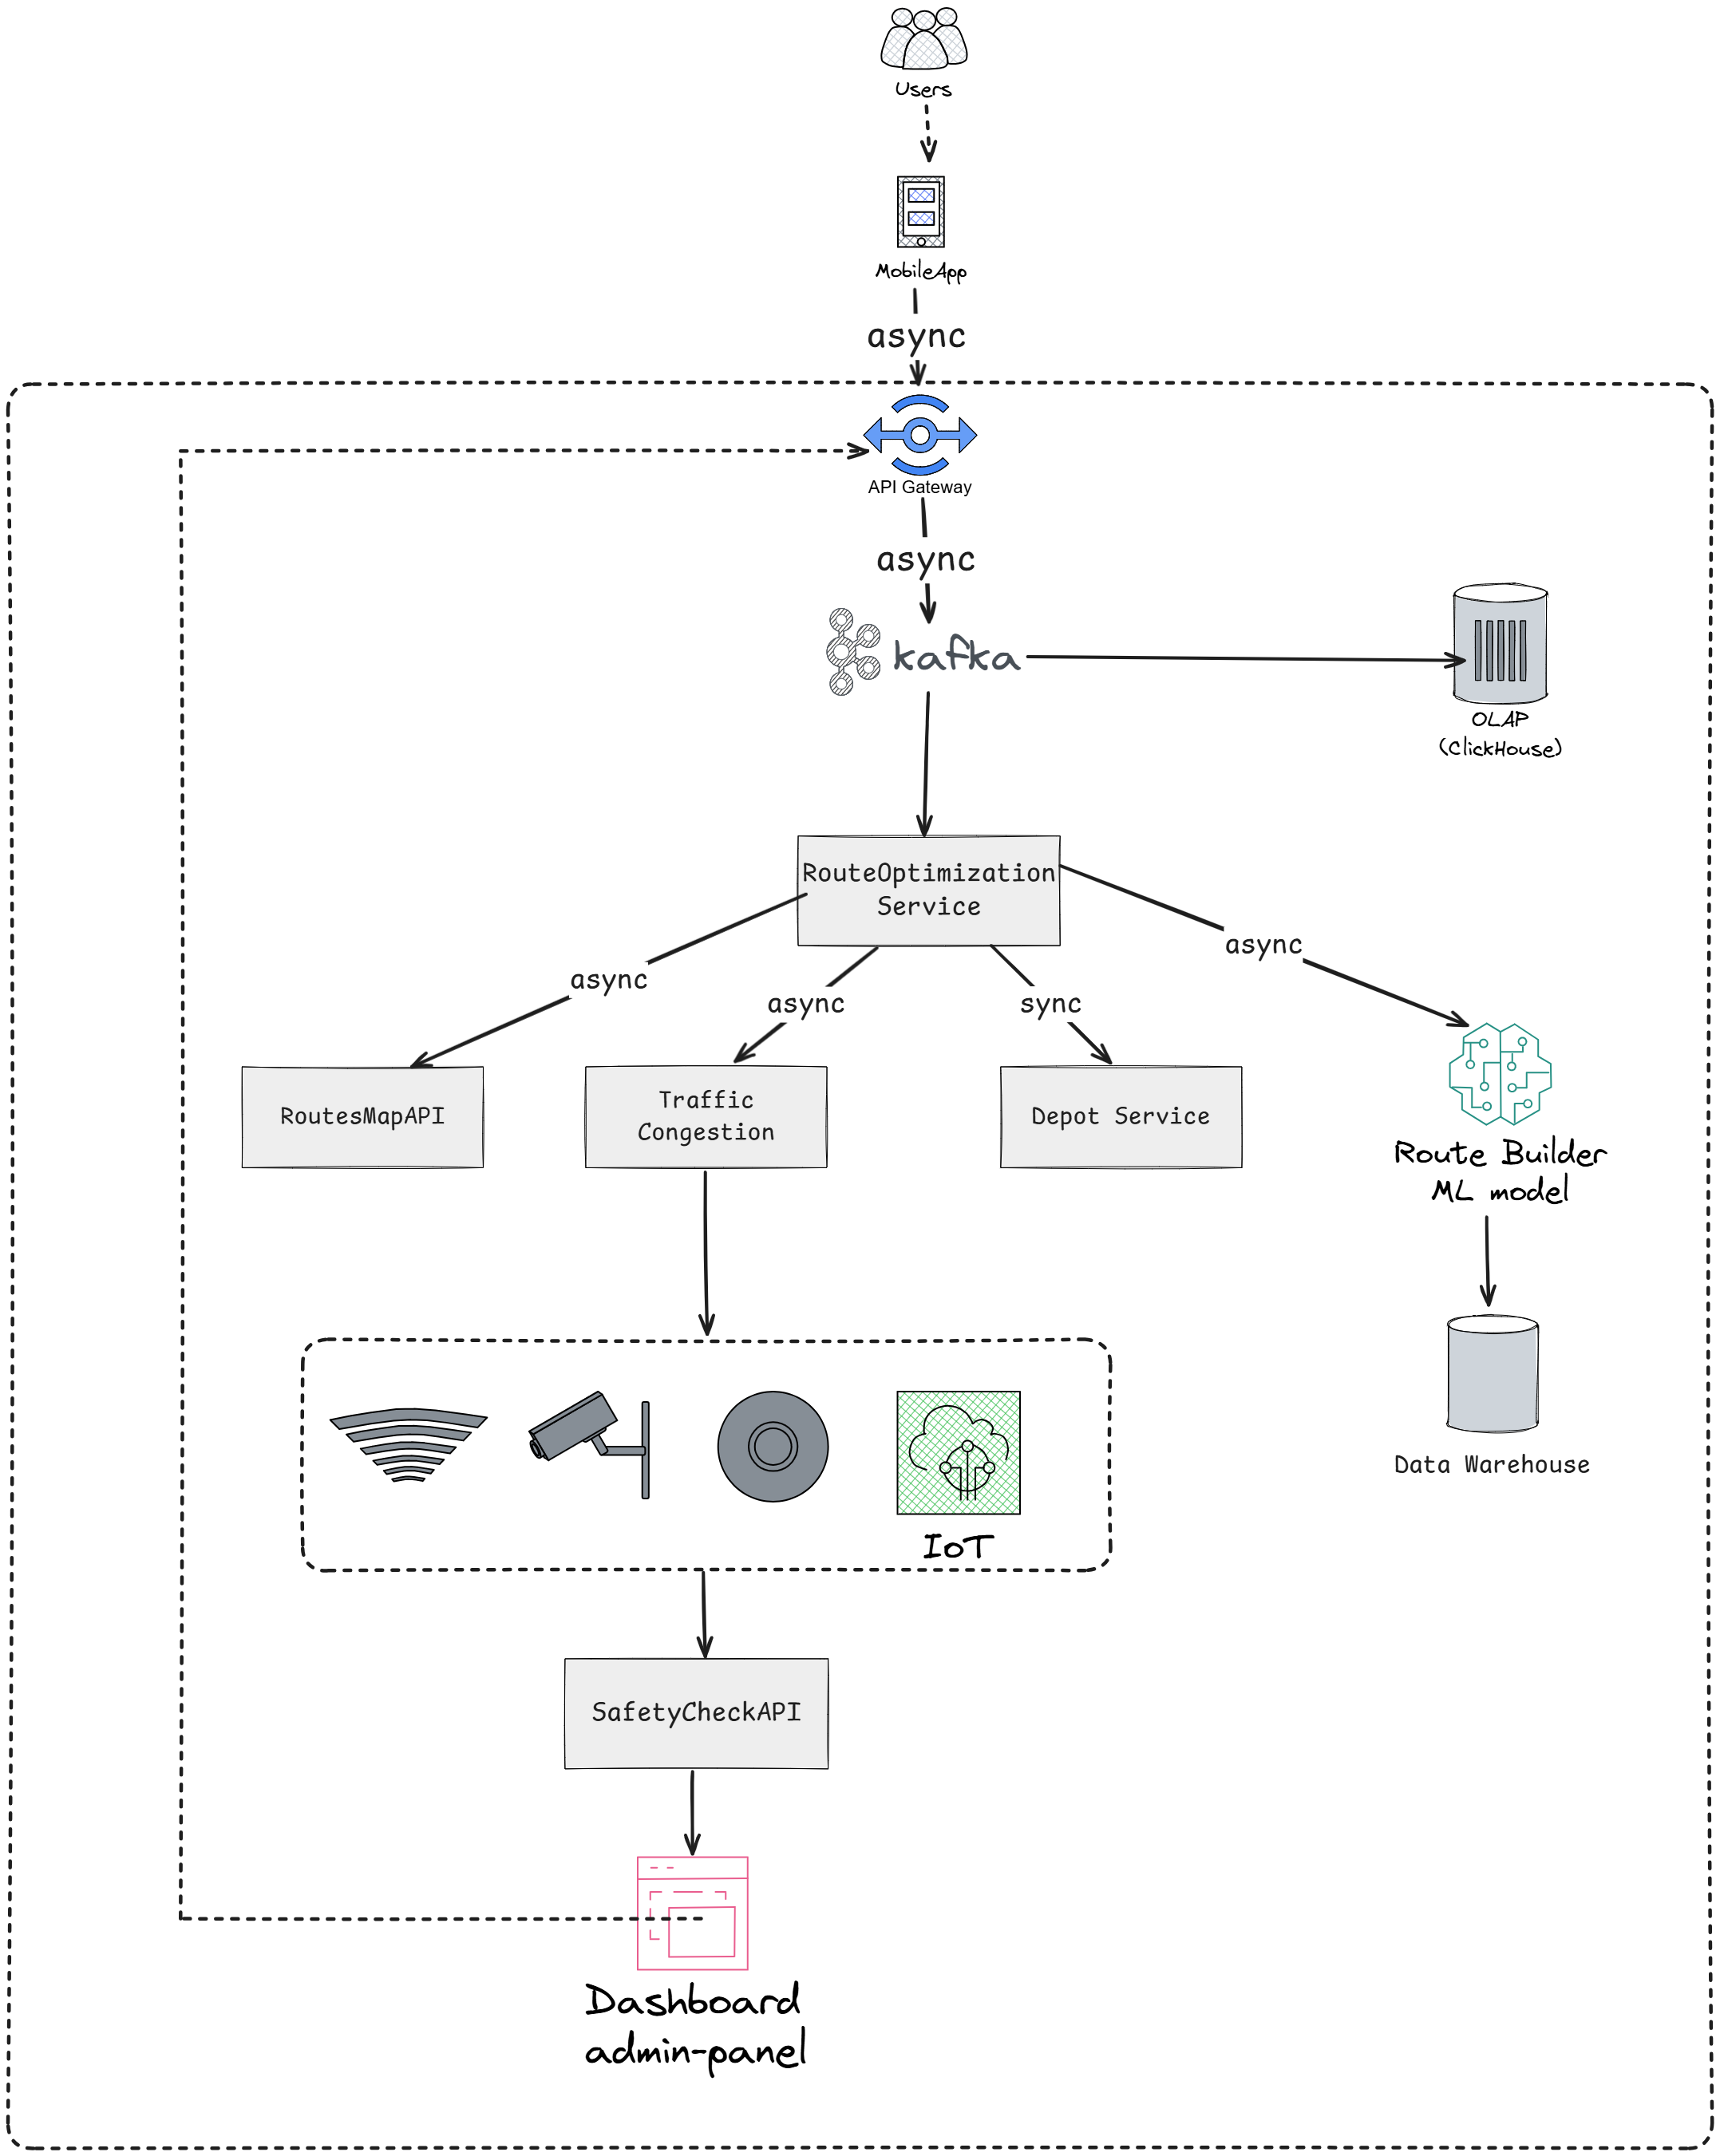 Users
MobileApp
async
API Gateway
async
kafka
OLAP
(ClickHouse)
RouteOptimization
Service
async
async
async
sync
RoutesMapAPI
Traffic
Congestion
Depot Service
Route Builder
ML model
IoT
Data Warehouse
SafetyCheckAPI
Dashboard
admin-panel